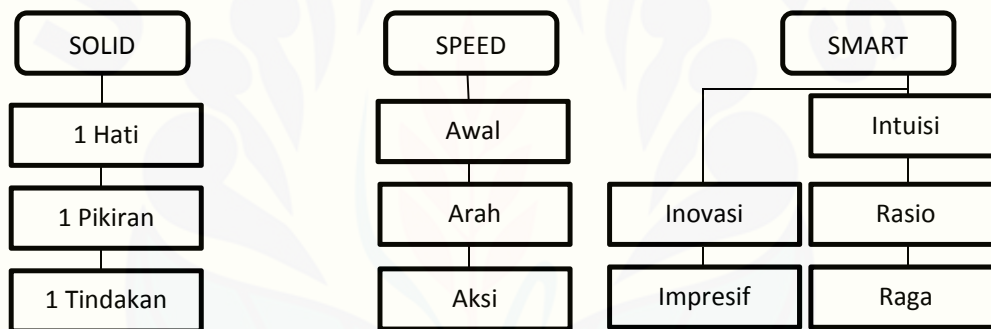 SOLID
1 Hati
1 Pikiran
1 Tindakan
SPEED
Awal
Arah
Aksi
SMART
Inovasi
Impresif
Intuisi
Rasio
Raga